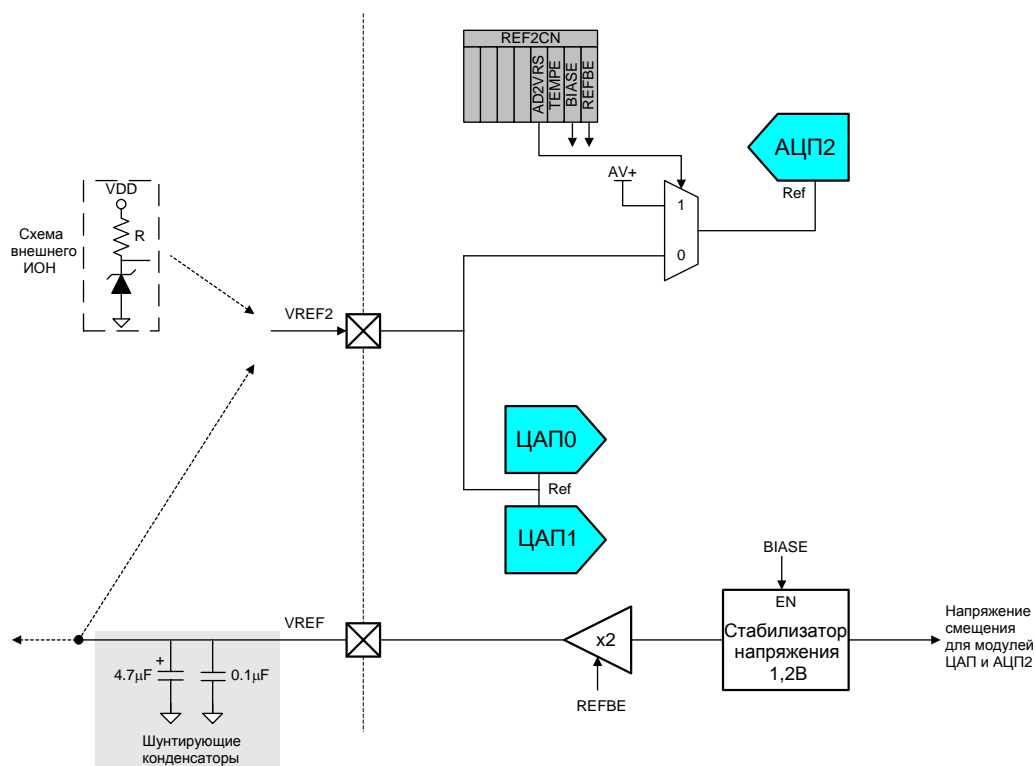 REF2CN
AD2VRS
TEMPE
BIASE
REFBE
АЦП2
Ref
AV+
1
0
VDD
R
Схема
внешнего
ИОН
VREF2
ЦАП0
Ref
ЦАП1
BIASE
EN
Стабилизатор
напряжения
1,2В
Напряжение
смещения
для модулей
ЦАП и АЦП2
x2
REFBE
VREF
+
4.7μF
0.1μF
Шунтирующие
конденсаторы